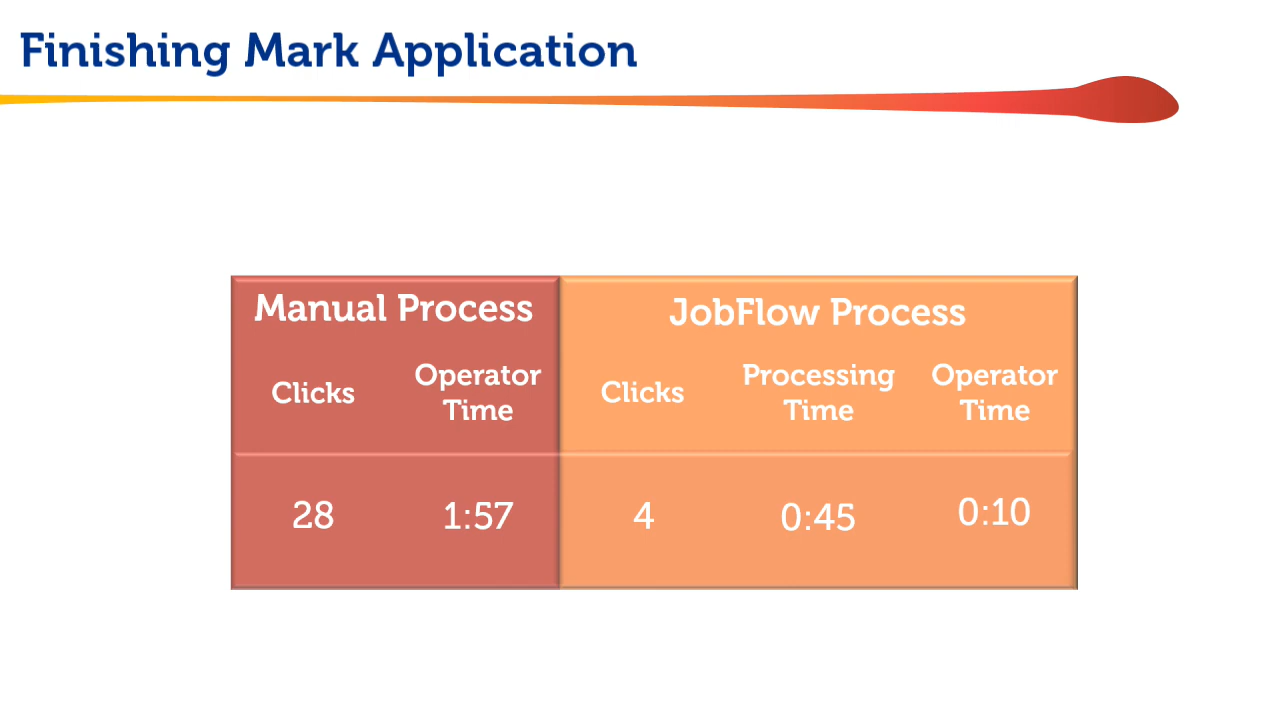 Finishing Mark Application
Manual Process
JobFlow Process
Clicks
Operator
Time
Clicks
Processing
Time
Operator
Time
28
1:57
4
0:45
0:10